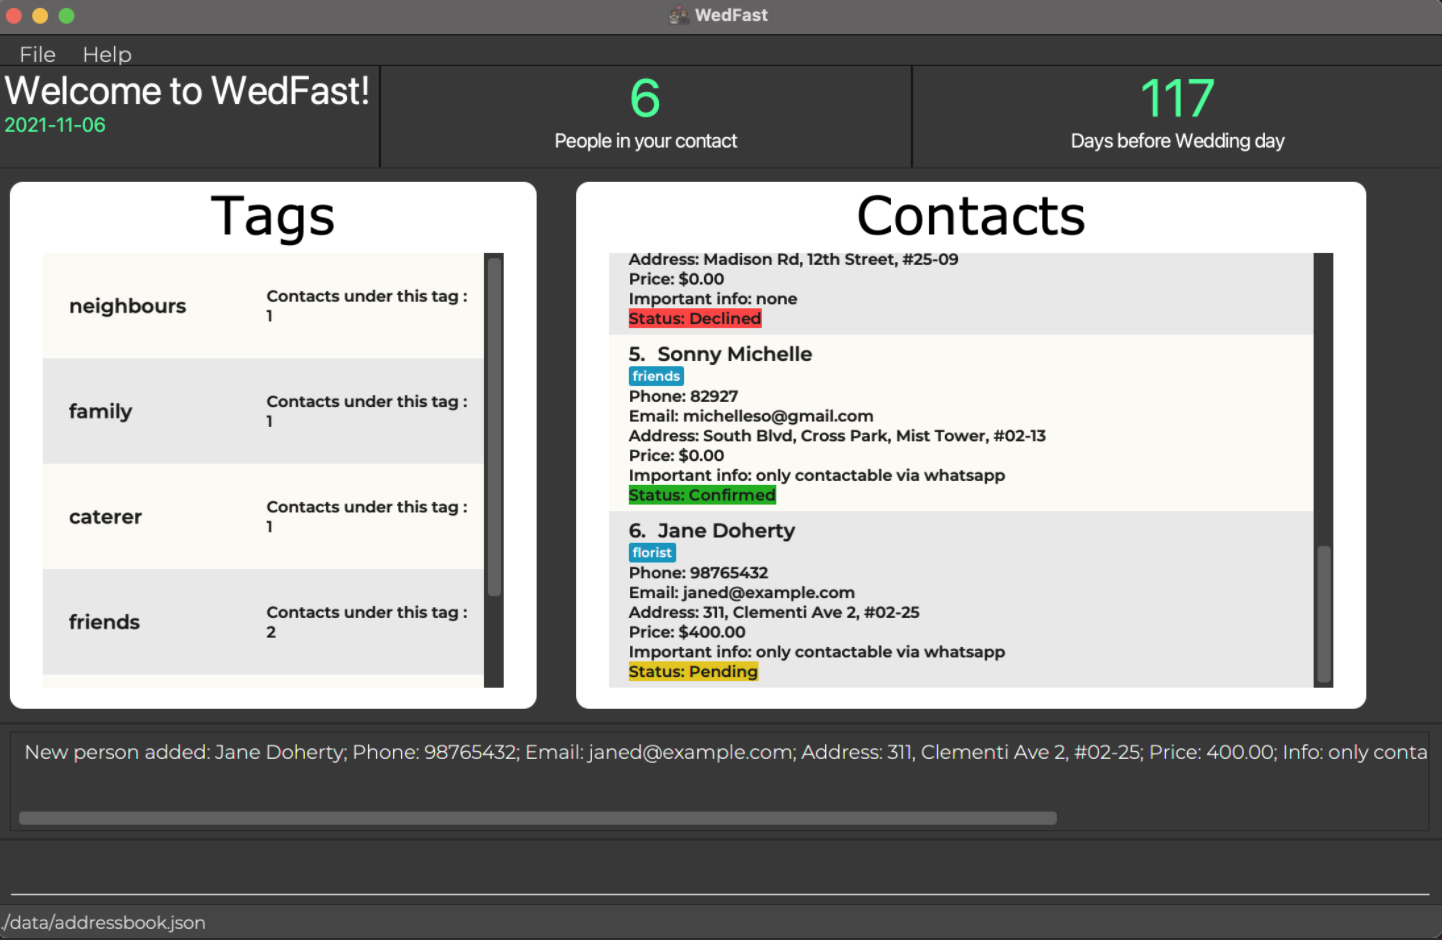 WedFast
File Help
Welcome to WedFast!
2021-11-06
6
People in your contact
117
Days before Wedding day
Tags
neighbours
Contacts under this tag :
1
family
Contacts under this tag :
1
caterer
Contacts under this tag :
1
friends
Contacts under this tag :
2
Contacts
Address: Madison Rd, 12th Street, #25-09
Price: $0.00
Important info: none
Status: Declined
5. Sonny Michelle
friends
Phone: 82927
Email: michelleso@gmail.com
Address: South Blvd, Cross Park, Mist Tower, #02-13
Price: $0.00
Important info: only contactable via whatsapp
Status: Confirmed
6. Jane Doherty
florist
Phone: 98765432
Email: janed@example.com
Address: 311, Clementi Ave 2, #02-25
Price: $400.00
Important info: only contactable via whatsapp
Status: Pending
New person added: Jane Doherty; Phone: 98765432; Email: janed@example.com; Address: 311, Clementi Ave 2, #02-25; Price: 400.00; Info: only conta
./data/addressbook.json